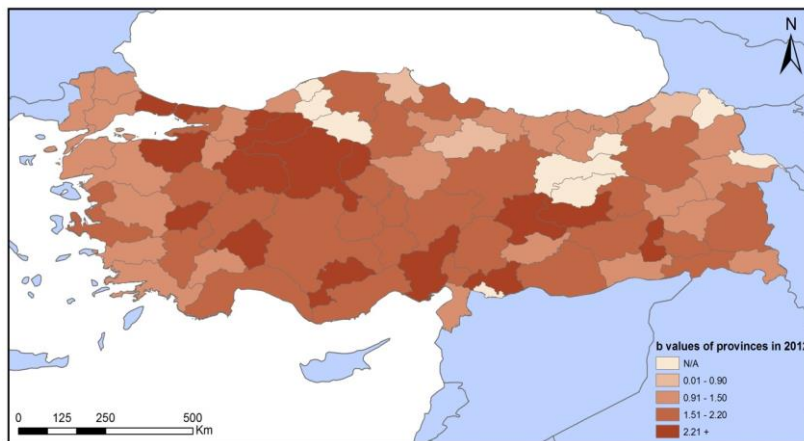 N
b values of provinces in 2012
N/A
0.01 - 0.90
0.91 - 1.50
1.51 - 2.20
2.21 +
0 125 250 500
Km